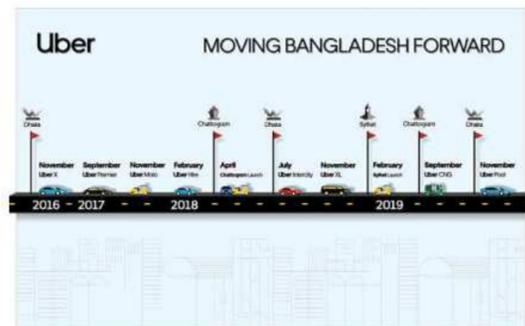 Uber
MOVING BANGLADESH FORWARD
Dhaka
Chattogram
Dhaka
Sylhet
Chattogram
Dhaka
November
Uber X
September
Uber Premier
November
Uber Moto
February
Uber Hire
April
Chattogram Launch
July
Uber Intercity
November
Uber XL
February
Sylhet Launch
September
Uber CNG
November
Uber Pool
2016 - 2017
2018
2019